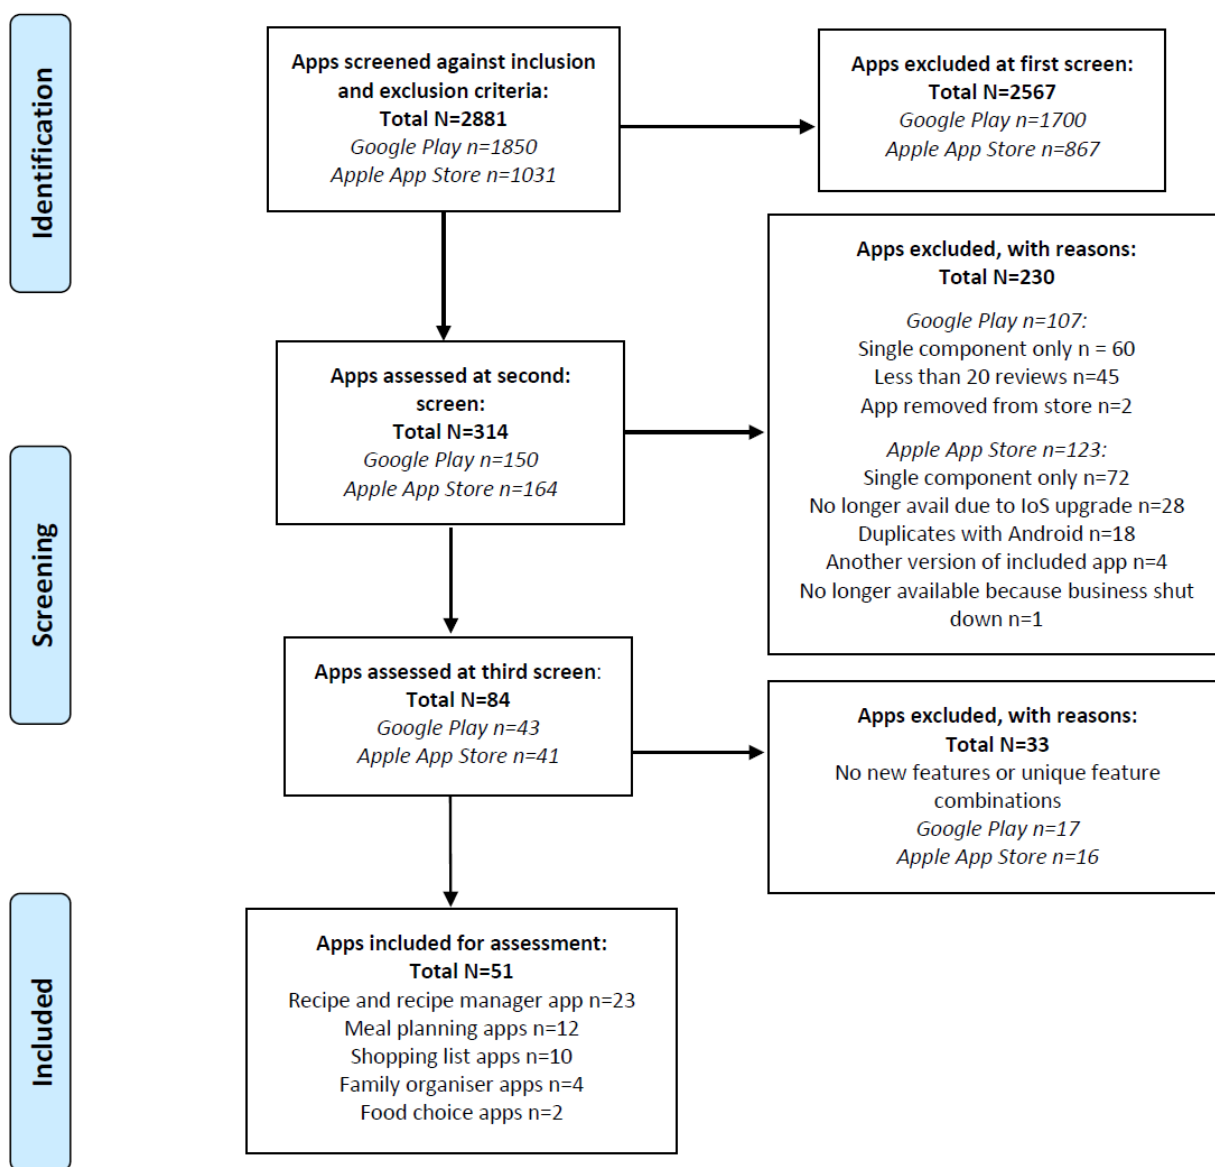 Identification
Apps screened against inclusion
and exclusion criteria:
Total N=2881
Google Play n=1850
Apple App Store n=1031
Apps excluded at first screen:
Total N=2567
Google Play n=1700
Apple App Store n=867
Apps excluded, with reasons:
Total N=230
Google Play n=107:
Single component only n = 60
Less than 20 reviews n=45
App removed from store n=2
Apple App Store n=123:
Single component only n=72
No longer avail due to IoS upgrade n=28
Duplicates with Android n=18
Another version of included app n=4
No longer available because business shut
down n=1
Screening
Apps assessed at second:
screen:
Total N=314
Google Play n=150
Apple App Store n=164
Apps assessed at third screen:
Total N=84
Google Play n=43
Apple App Store n=41
Apps excluded, with reasons:
Total N=33
No new features or unique feature
combinations
Google Play n=17
Apple App Store n=16
Included
Apps included for assessment:
Total N=51
Recipe and recipe manager app n=23
Meal planning apps n=12
Shopping list apps n=10
Family organiser apps n=4
Food choice apps n=2